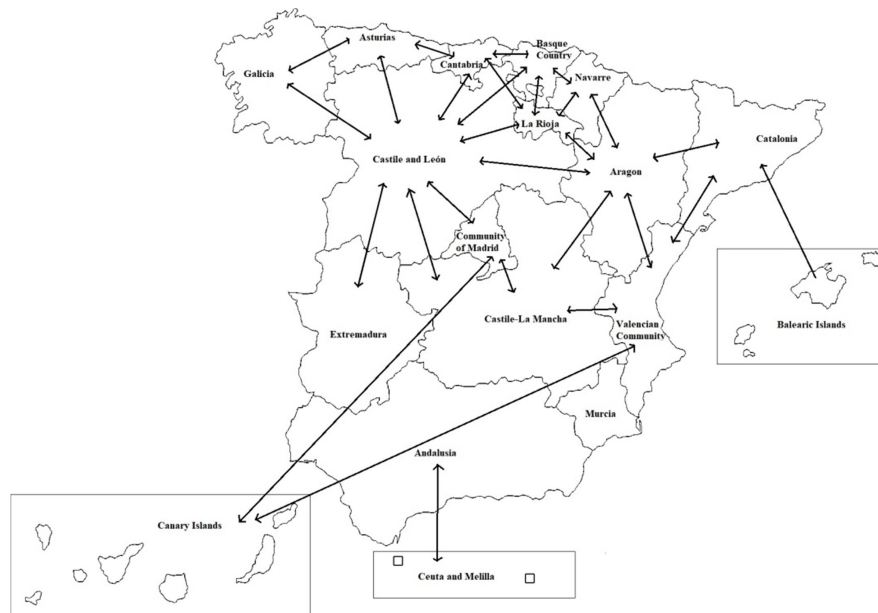 Asturias
Basque
Country
Cantabria
Galicia
Navarre
La Rioja
Catalonia
Castile and León
Aragon
Community
of Madrid
Castile-La Mancha
Valencian
Community
Balearic Islands
Extremadura
Murcia
Andalusia
Canary Islands
Ceuta and Melilla